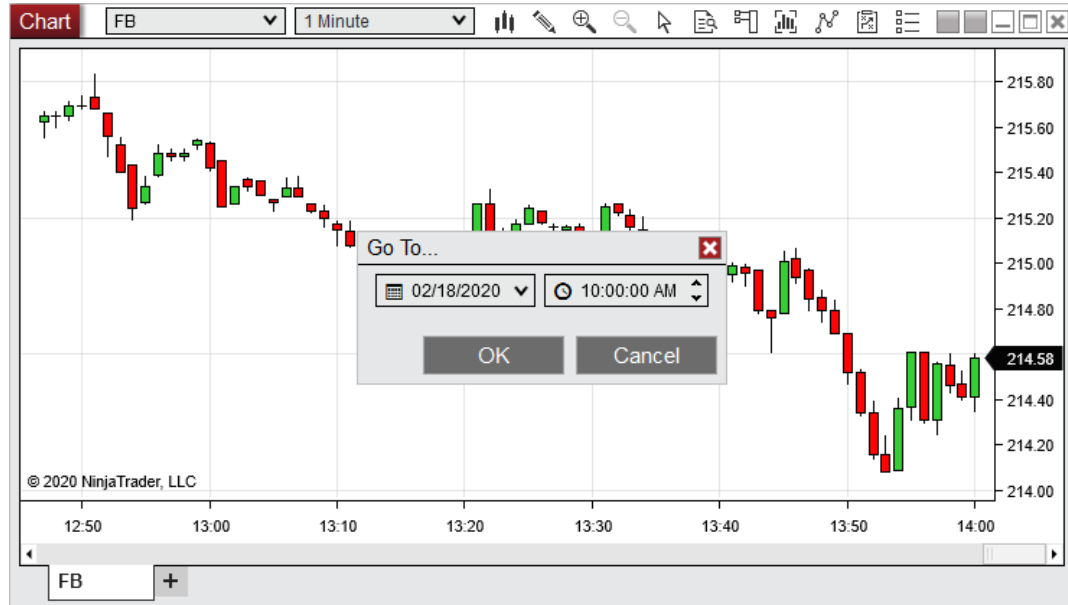 Chart FB 1 Minute
215.80
215.60
215.40
215.20
Go To...
215.00
02/18/2020 10:00:00 AM
214.80
OK Cancel
214.58
214.40
214.20
© 2020 NinjaTrader, LLC
214.00
12:50 13:00 13:10 13:20 13:30 13:40 13:50 14:00
FB +